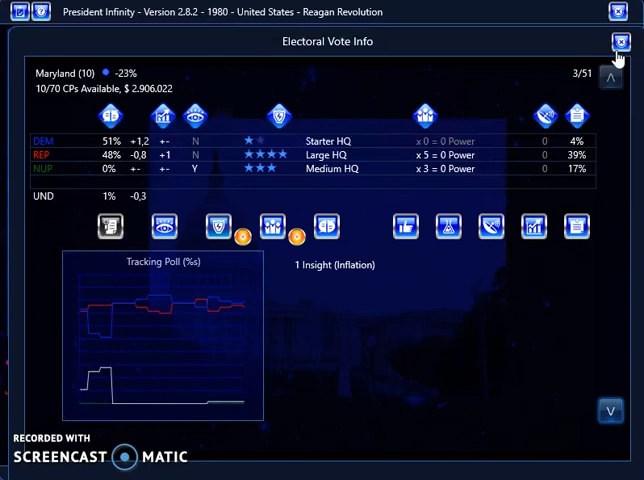 President Infinity - Version 2.8.2 - 1980 - United States - Reagan Revolution
Electoral Vote Info
Maryland (10) -23% 3/51
10/70 CPs Available, $ 2.906.022
DEM 51% +1,2 +- N Starter HQ x 0 = 0 Power 0 4%
REP 48% -0,8 +1 N Large HQ x 5 = 0 Power 0 39%
NUP 0% +- +- Y Medium HQ x 3 = 0 Power 0 17%
UND 1% -0,3
Tracking Poll (%s)
1 Insight (Inflation)
RECORDED WITH
SCREENCAST MATIC